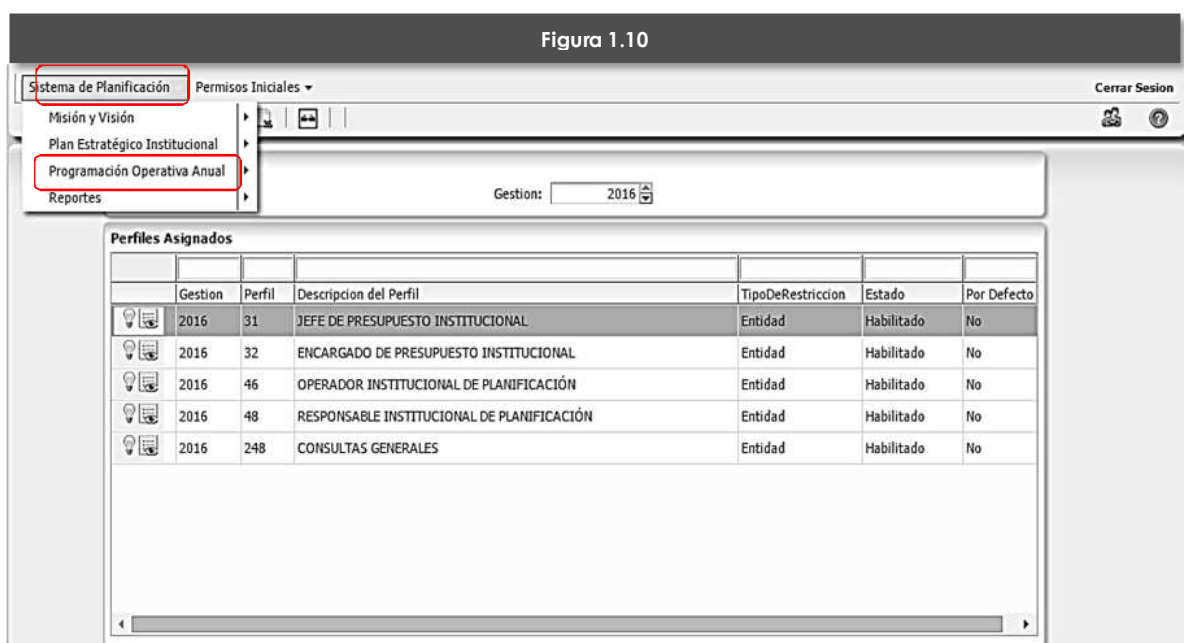 Figura 1.10
Sistema de Planificación Permisos Iniciales Cerrar Sesion
Misión y Visión
Plan Estratégico Institucional
Programación Operativa Anual
Reportes
Gestion: 2016
Perfiles Asignados
Gestion Perfil Descripcion del Perfil TipoDeRestriccion Estado Por Defecto
2016 31 JEFE DE PRESUPUESTO INSTITUCIONAL Entidad Habilitado No
2016 32 ENCARGADO DE PRESUPUESTO INSTITUCIONAL Entidad Habilitado No
2016 46 OPERADOR INSTITUCIONAL DE PLANIFICACIÓN Entidad Habilitado No
2016 48 RESPONSABLE INSTITUCIONAL DE PLANIFICACIÓN Entidad Habilitado No
2016 248 CONSULTAS GENERALES Entidad Habilitado No